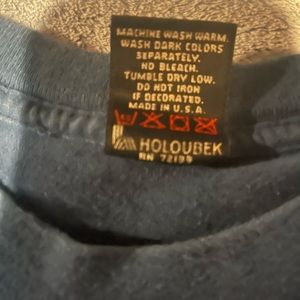 MACHINE WASH WARM.
WASH DARK COLORS
SEPARATELY.
NO BLEACH.
TUMBLE DRY LOW.
DO NOT IRON
IF DECORATED.
MADE IN U.S.A.
HOLOUBEK
RN 72199